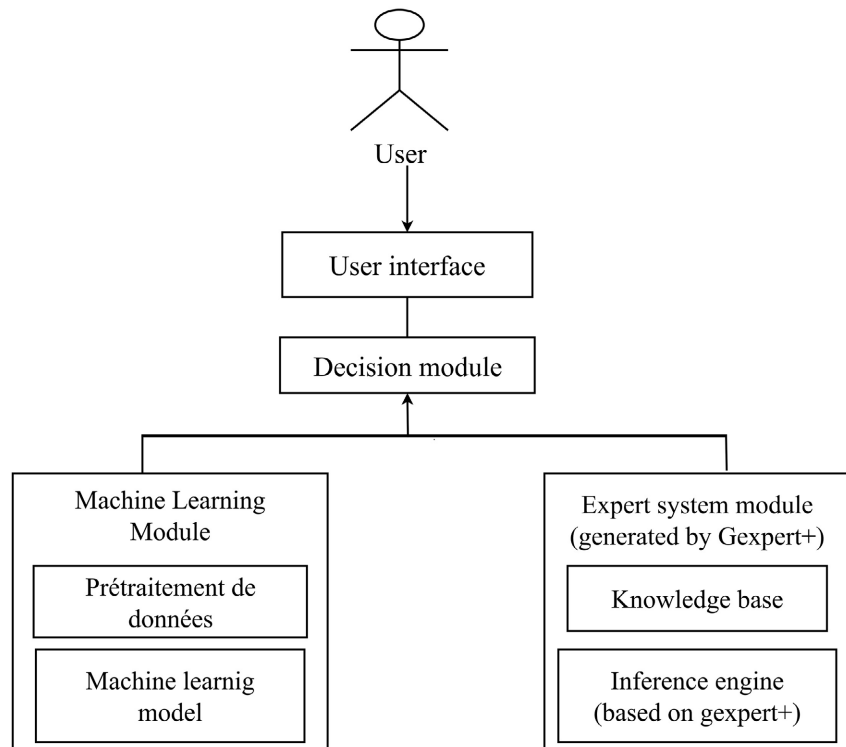 User
User interface
Decision module
Machine Learning
Module
Prétraitement de
données
Machine learnig
model
Expert system module
(generated by Gexpert+)
Knowledge base
Inference engine
(based on gexpert+)